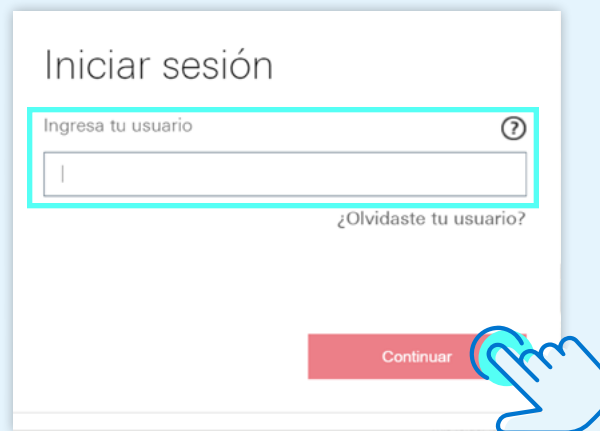 Iniciar sesión
Ingresa tu usuario
¿Olvidaste tu usuario?
Continuar